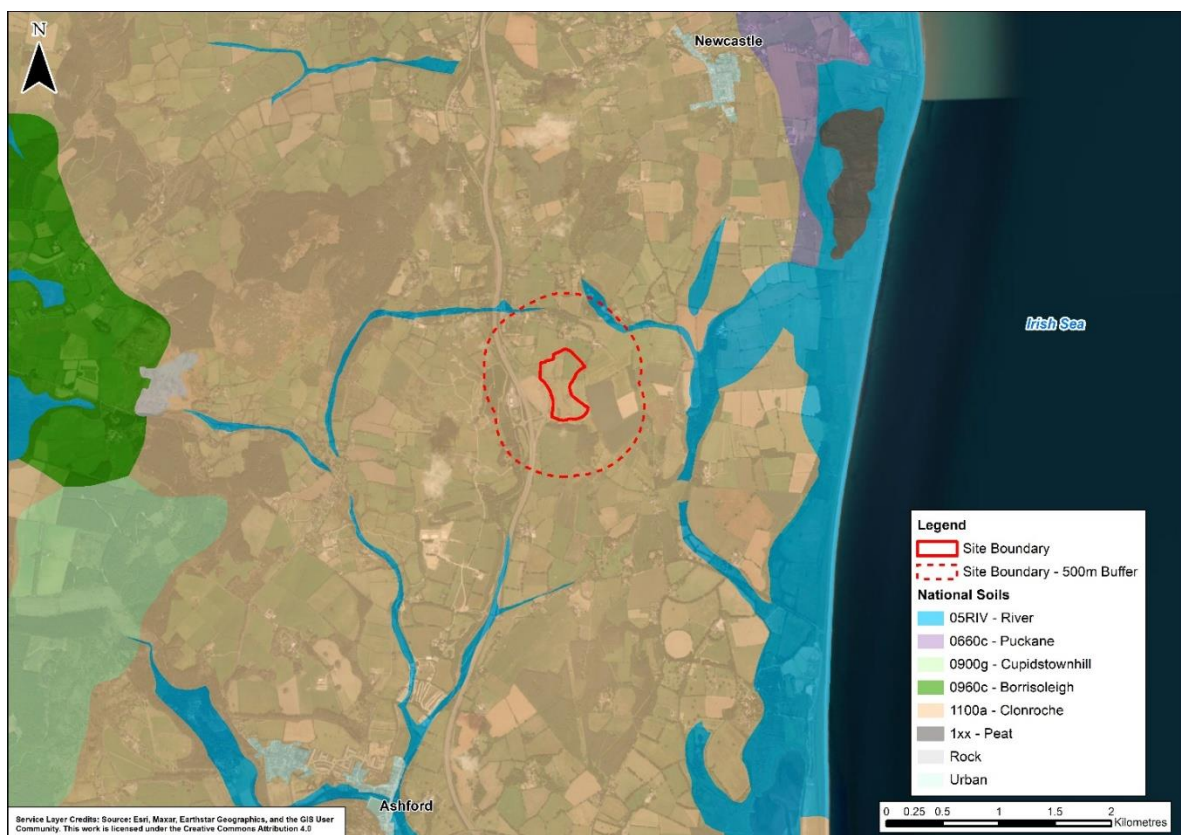 N
Newcastle
Irish Sea
Ashford
Legend
Site Boundary
Site Boundary - 500m Buffer
National Soils
05RIV - River
0660c - Puckane
0900g - Cupidstownhill
0960c - Borrisoleigh
1100a - Clonroche
1xx - Peat
Rock
Urban
0 0.25 0.5 1 1.5 2
Kilometres
Service Layer Credits: Source: Esri, Maxar, Earthstar Geographics, and the GIS User
Community. This work is licensed under the Creative Commons Attribution 4.0